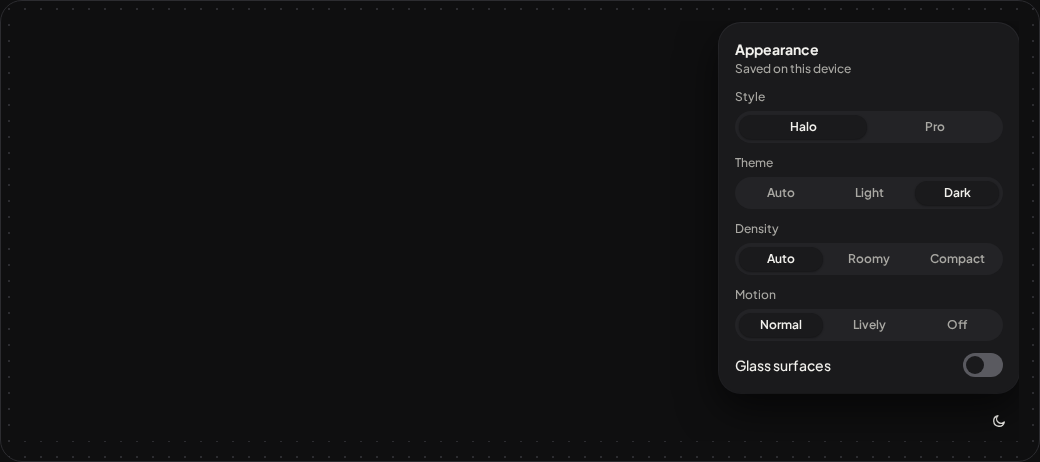 Appearance
Saved on this device
Style
Halo Pro
Theme
Auto Light Dark
Density
Auto Roomy Compact
Motion
Normal Lively Off
Glass surfaces